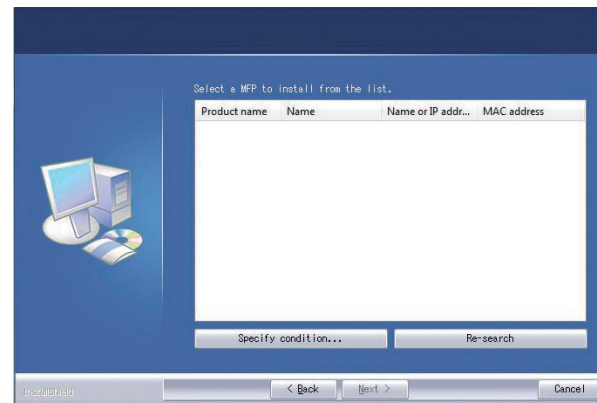 Select a MFP to install from the list.
Product name Name Name or IP addr... MAC address
Specify condition... Re-search
InstallShield < Back Next > Cancel